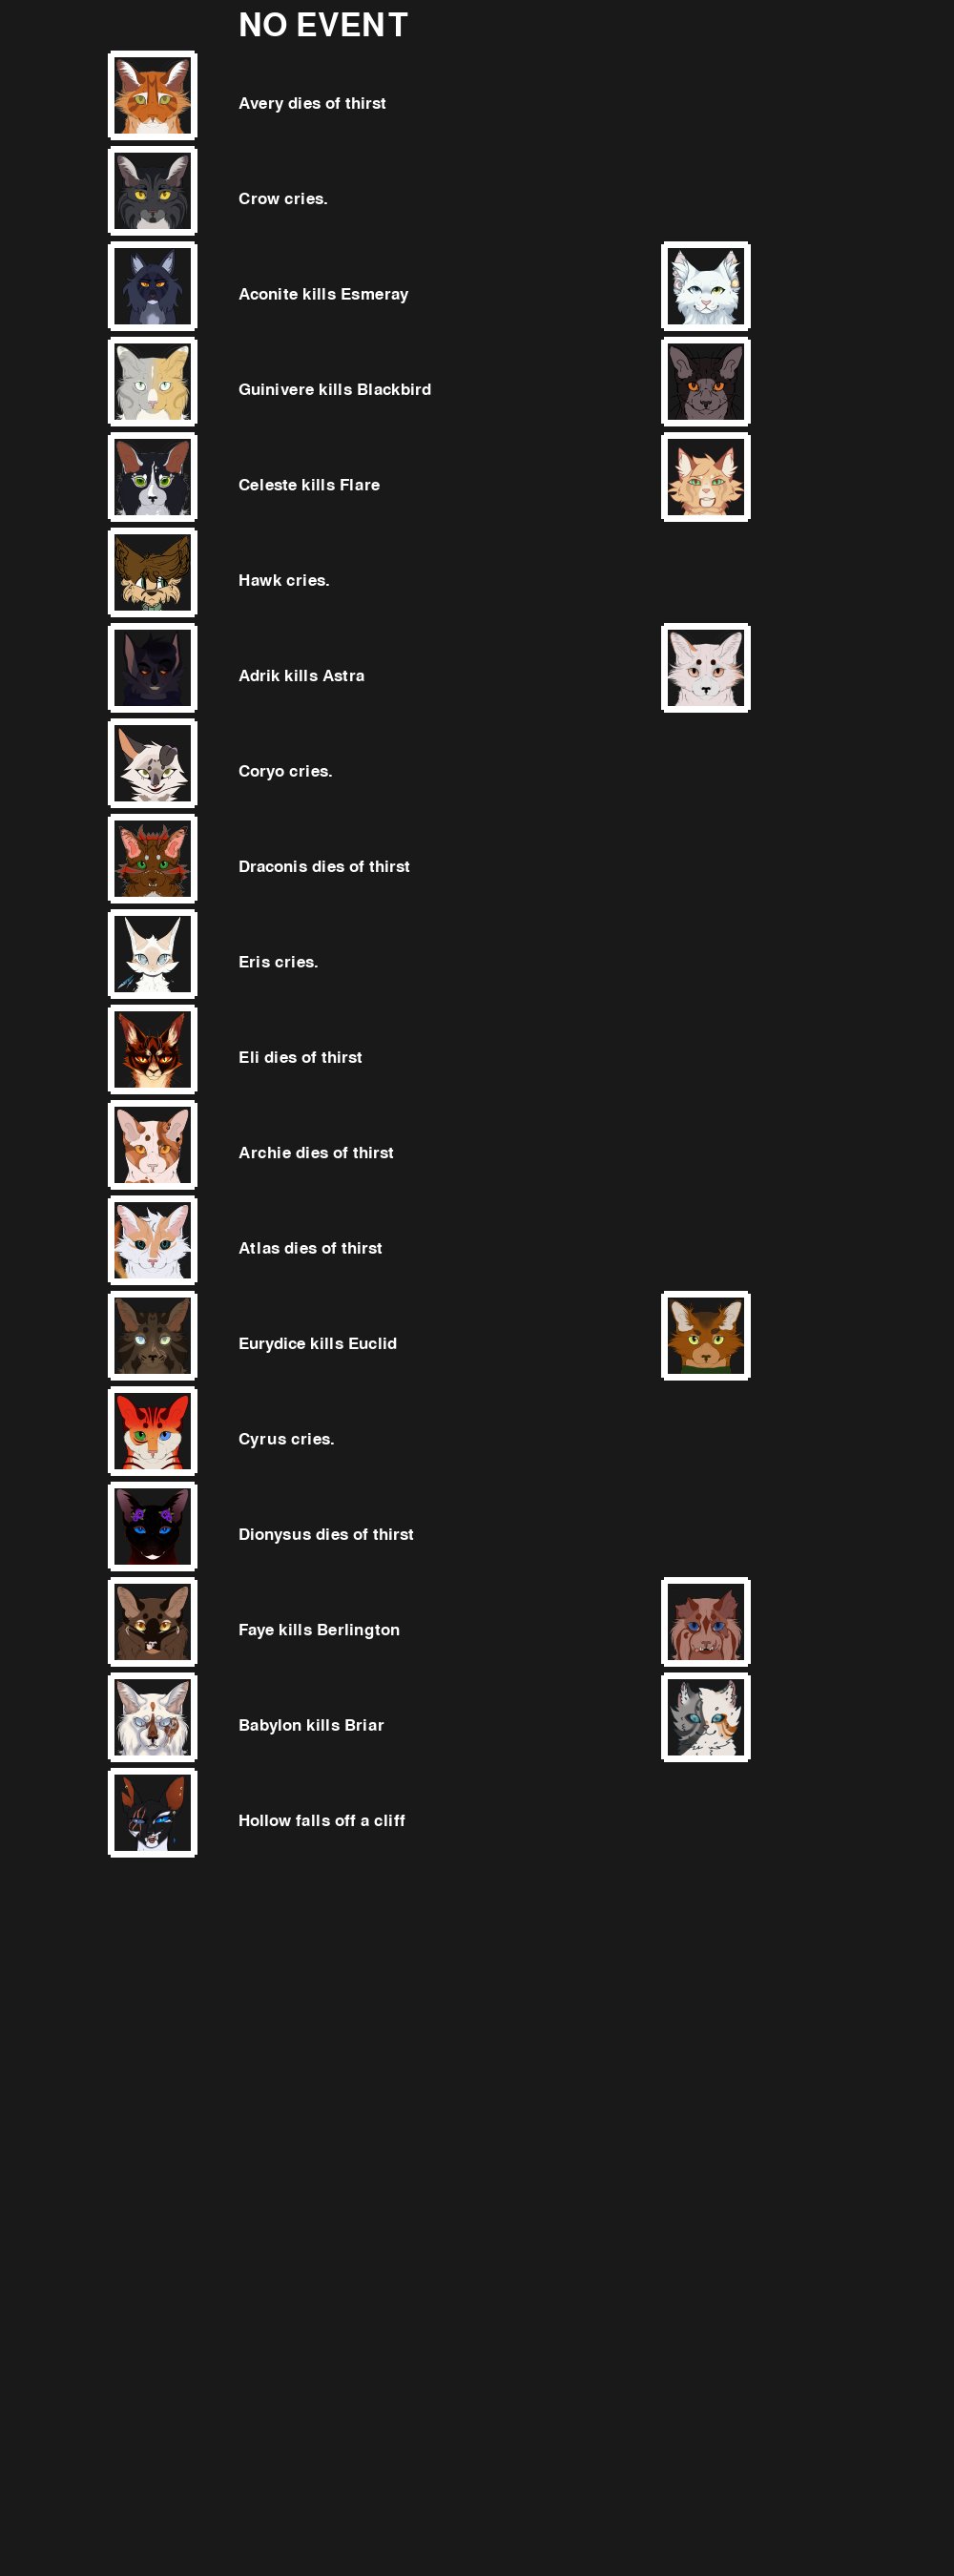 NO EVENT
Avery dies of thirst
Crow cries.
Aconite kills Esmeray
Guinivere kills Blackbird
Celeste kills Flare
Hawk cries.
Adrik kills Astra
Coryo cries.
Draconis dies of thirst
Eris cries.
Eli dies of thirst
Archie dies of thirst
Atlas dies of thirst
Eurydice kills Euclid
Cyrus cries.
Dionysus dies of thirst
Faye kills Berlington
Babylon kills Briar
Hollow falls off a cliff